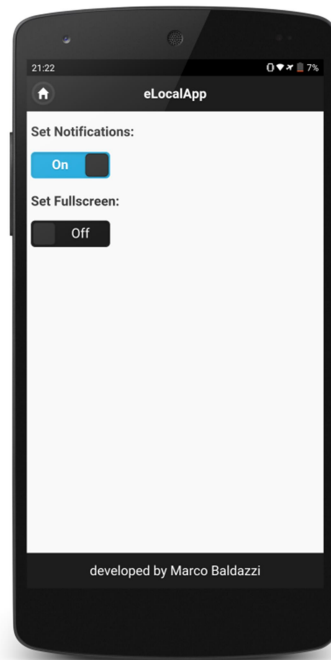 21:22 7%
eLocalApp
Set Notifications:
On
Set Fullscreen:
Off
developed by Marco Baldazzi